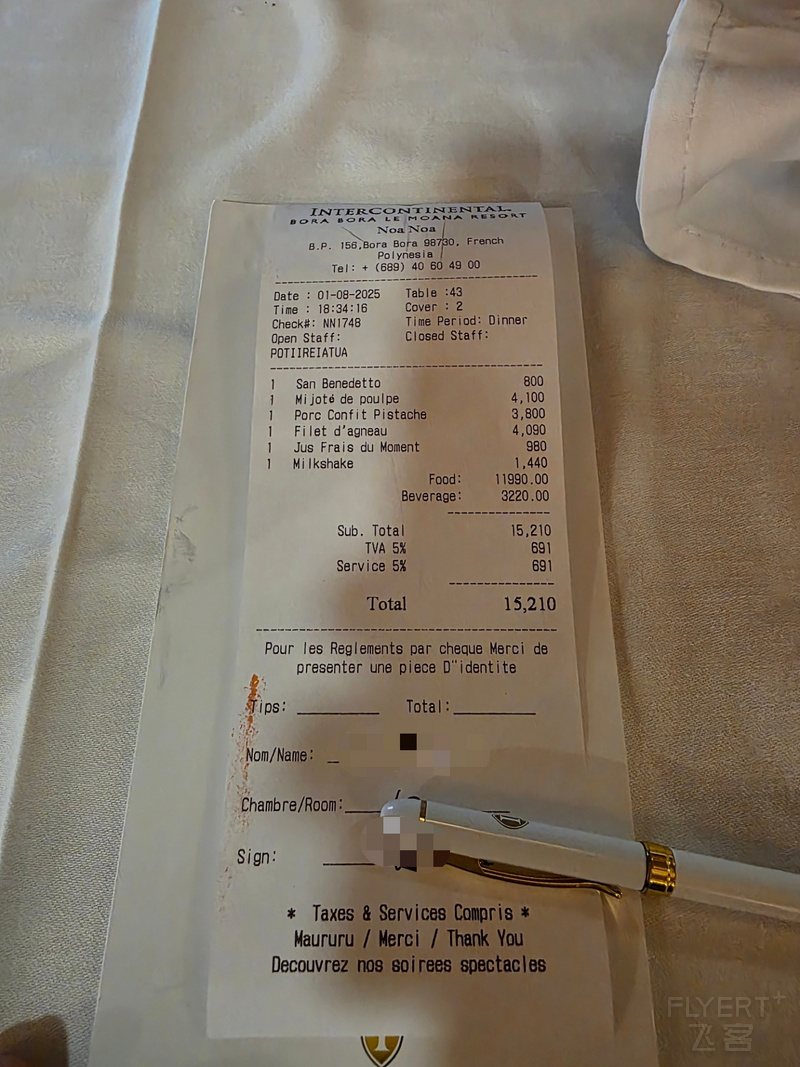 INTERCONTINENTAL
BORA BORA LE MOANA RESORT
Noa Noa
B.P. 156,Bora Bora 98730, French
Polynesia
Tel: + (689) 40 60 49 00
Date : 01-08-2025 Table :43
Time : 18:34:16 Cover : 2
Check#: NN1748 Time Period: Dinner
Open Staff: Closed Staff:
POTIIREIATUA
1 San Benedetto 800
1 Mijoté de poulpe 4,100
1 Porc Confit Pistache 3,800
1 Filet d'agneau 4,090
1 Jus Frais du Moment 980
1 Milkshake 1,440
Food: 11990.00
Beverage: 3220.00
Sub. Total 15,210
TVA 5% 691
Service 5% 691
Total 15,210
Pour les Reglements par cheque Merci de
presenter une piece D¨identite
Tips: Total:
Nom/Name:
Chambre/Room:
Sign:
* Taxes & Services Compris *
Maururu / Merci / Thank You
Decouvrez nos soirees spectacles
FLYERT+
飞客